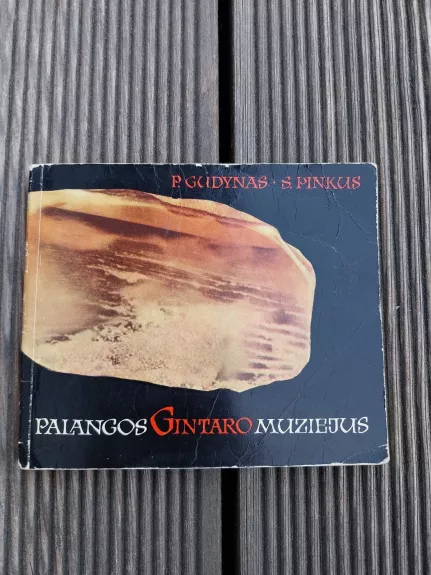 P. GUDYNAS · S. PINKUS
PALANGOS GINTARO MUZIEJUS